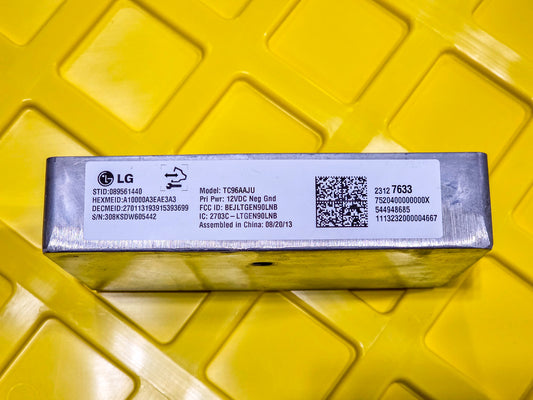 LG
STID:089561440
HEXMEID:A10000A3EAE3A3
DECMEID:270113193915393699
S/N:308KSDW605442
Model: TC96AAJU
Pri Pwr: 12VDC Neg Gnd
FCC ID: BEJLTGEN90LNB
IC: 2703C-LTGEN90LNB
Assembled in China: 08/20/13
2312 7633
7520400000000X
544948685
1113232000004667